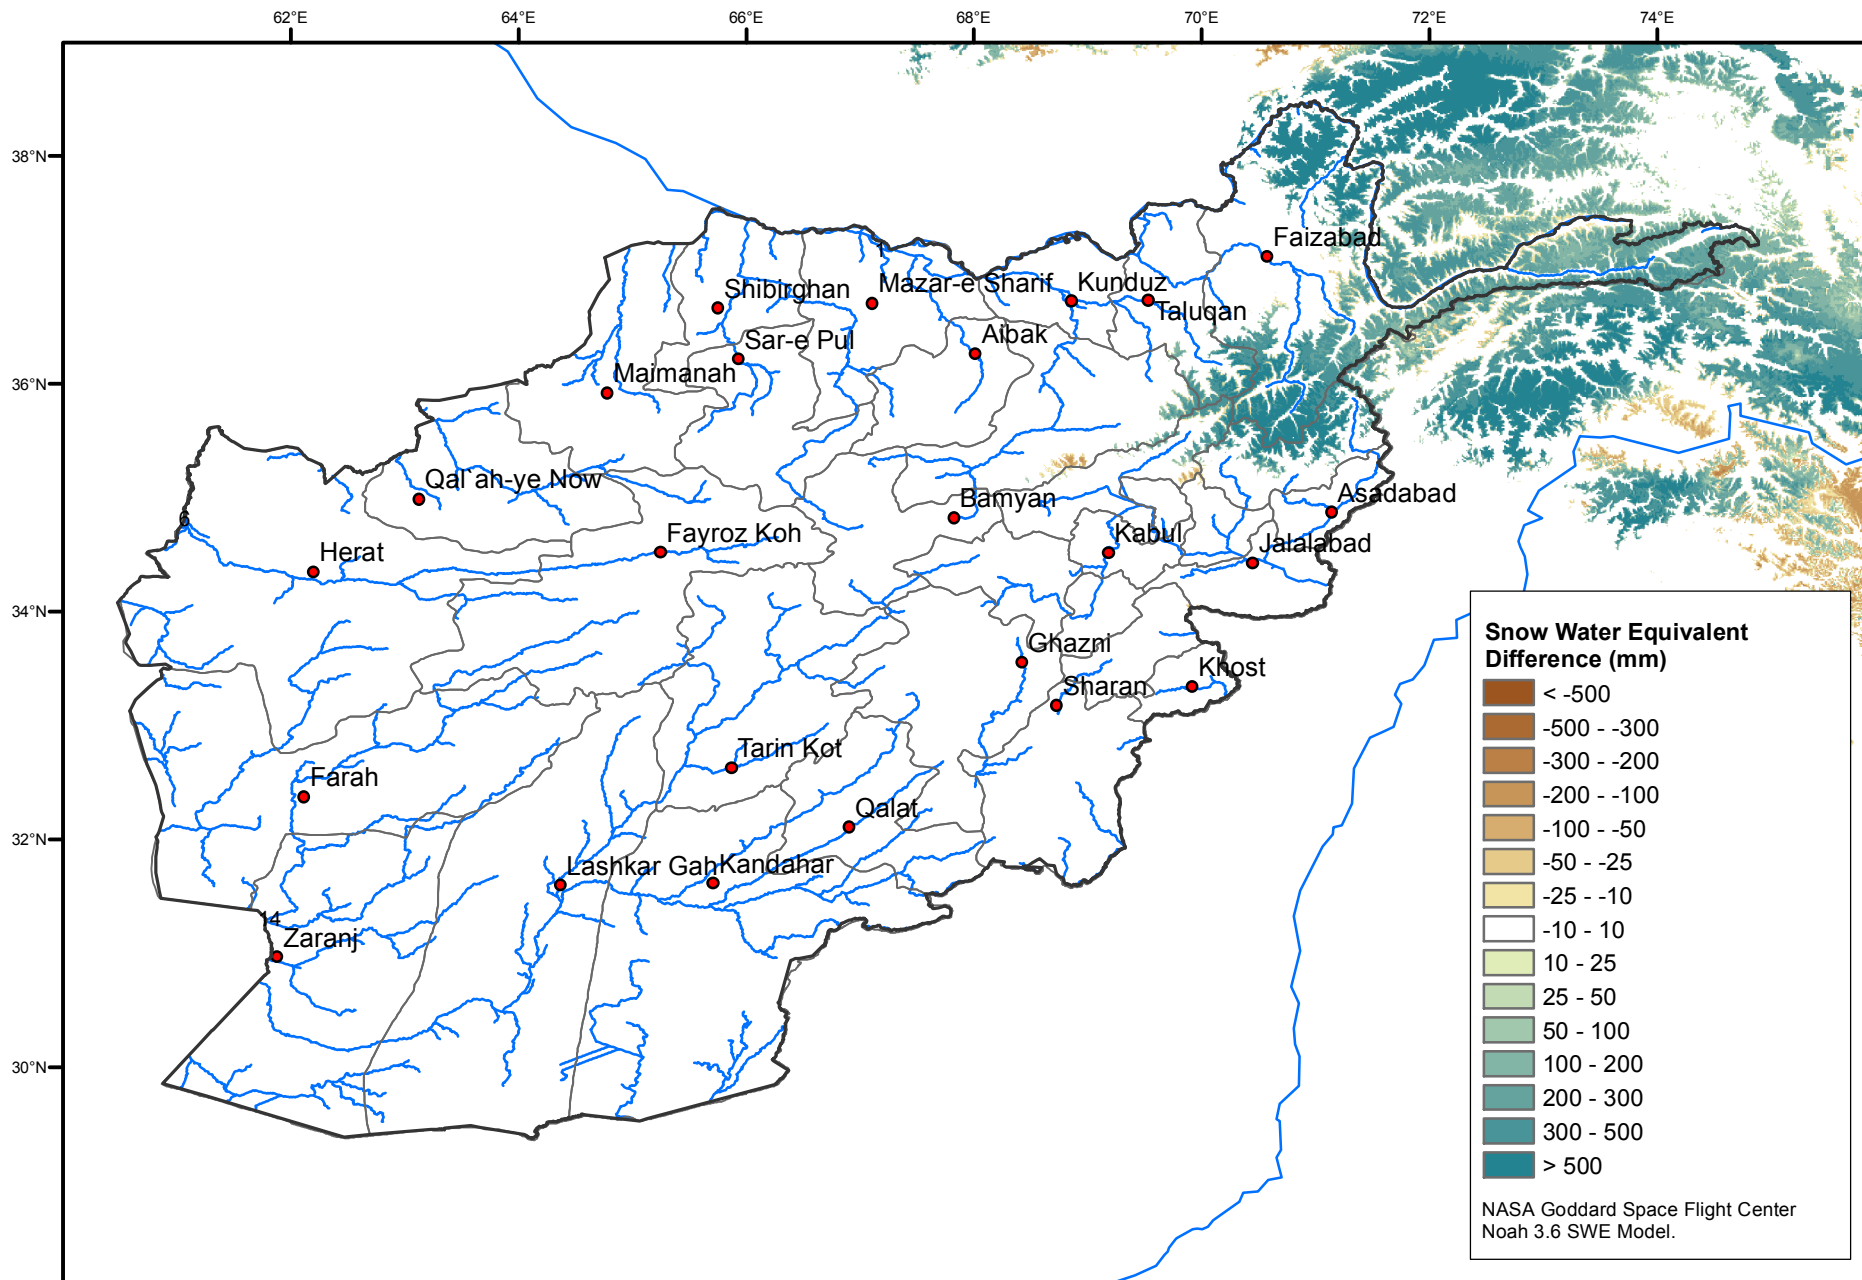 62°E 64°E 66°E 68°E 70°E 72°E 74°E
38°N
36°N
34°N
32°N
30°N
Faizabad
Shibirghan
Mazar-e Sharif
Kunduz
Taluqan
Sar-e Pul
Aibak
Maimanah
Qal ah-ye Now
Bamyan
Asadabad
6
Fayroz Koh
Kabul
Herat
Jalalabad
Ghazni
Khost
Sharan
Tarin Kot
Farah
Qalat
Lashkar Gah
Kandahar
14
Zaranj
Snow Water Equivalent
Difference (mm)
< -500
-500 - -300
-300 - -200
-200 - -100
-100 - -50
-50 - -25
-25 - -10
-10 - 10
10 - 25
25 - 50
50 - 100
100 - 200
200 - 300
300 - 500
> 500
NASA Goddard Space Flight Center
Noah 3.6 SWE Model.